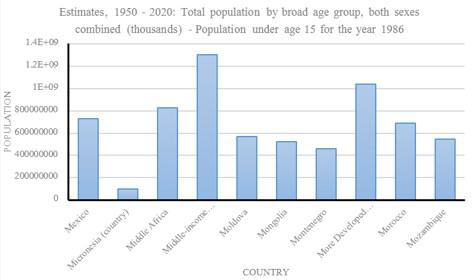 Estimates, 1950 - 2020: Total population by broad age group, both sexes
combined (thousands) - Population under age 15 for the year 1986
POPULATION
1.4E+09
1.2E+09
1E+09
800000000
600000000
400000000
200000000
0
Mexico
Micronesia (country)
Middle Africa
Middle-income…
Moldova
Mongolia
Montenegro
More Developed…
Morocco
Mozambique
COUNTRY